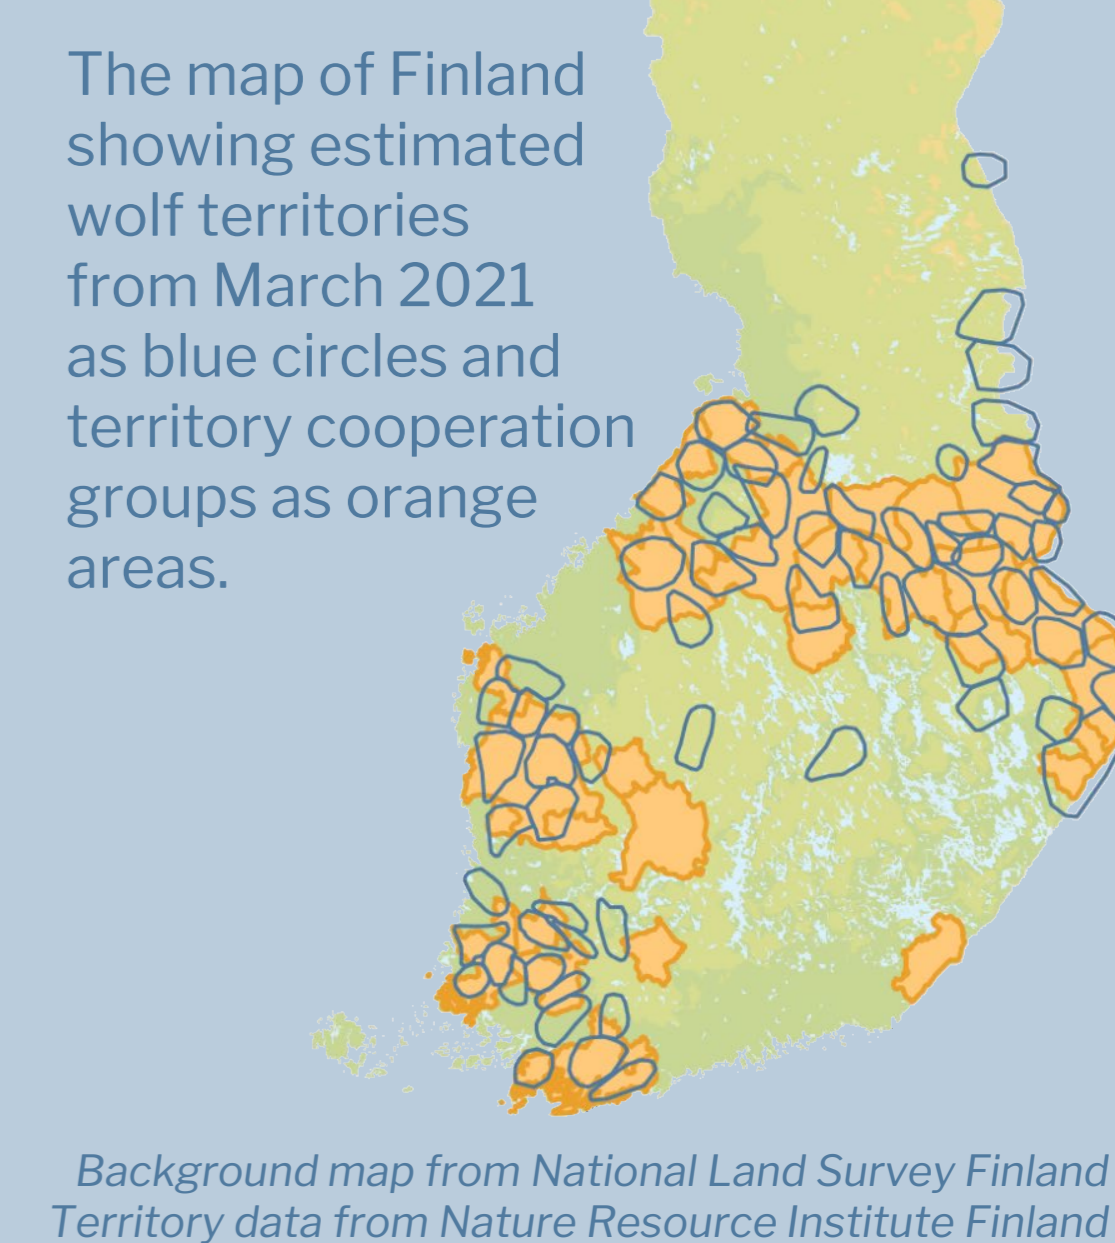 The map of Finland
showing estimated
wolf territories
from March 2021
as blue circles and
territory cooperation
groups as orange
areas.
Background map from National Land Survey Finland
Territory data from Nature Resource Institute Finland